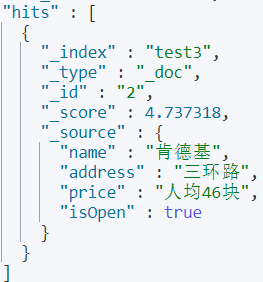 "hits" : [
{
"_index" : "test3",
"_type" : "_doc",
"_id" : "2",
"_score" : 4.737318,
"_source" : {
"name" : "肯德基",
"address" : "三环路",
"price" : "人均46块",
"isOpen" : true
}
}
]